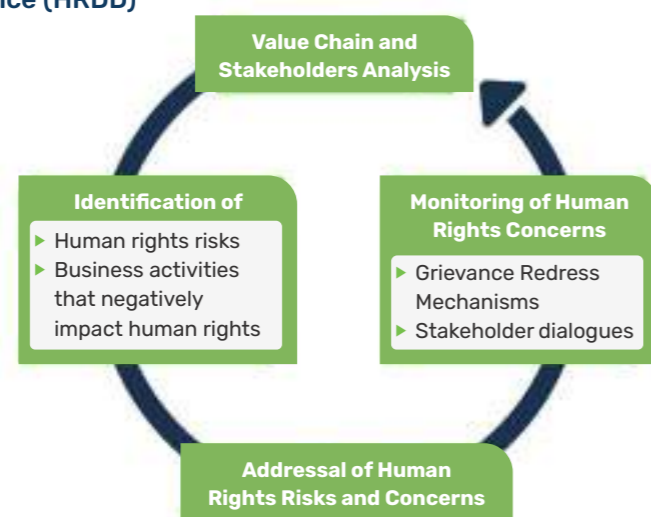 (HRDD)
Value Chain and
Stakeholders Analysis
Identification of
Human rights risks
Business activities
that negatively
impact human rights
Monitoring of Human
Rights Concerns
Grievance Redress
Mechanisms
Stakeholder dialogues
Addressal of Human
Rights Risks and Concerns